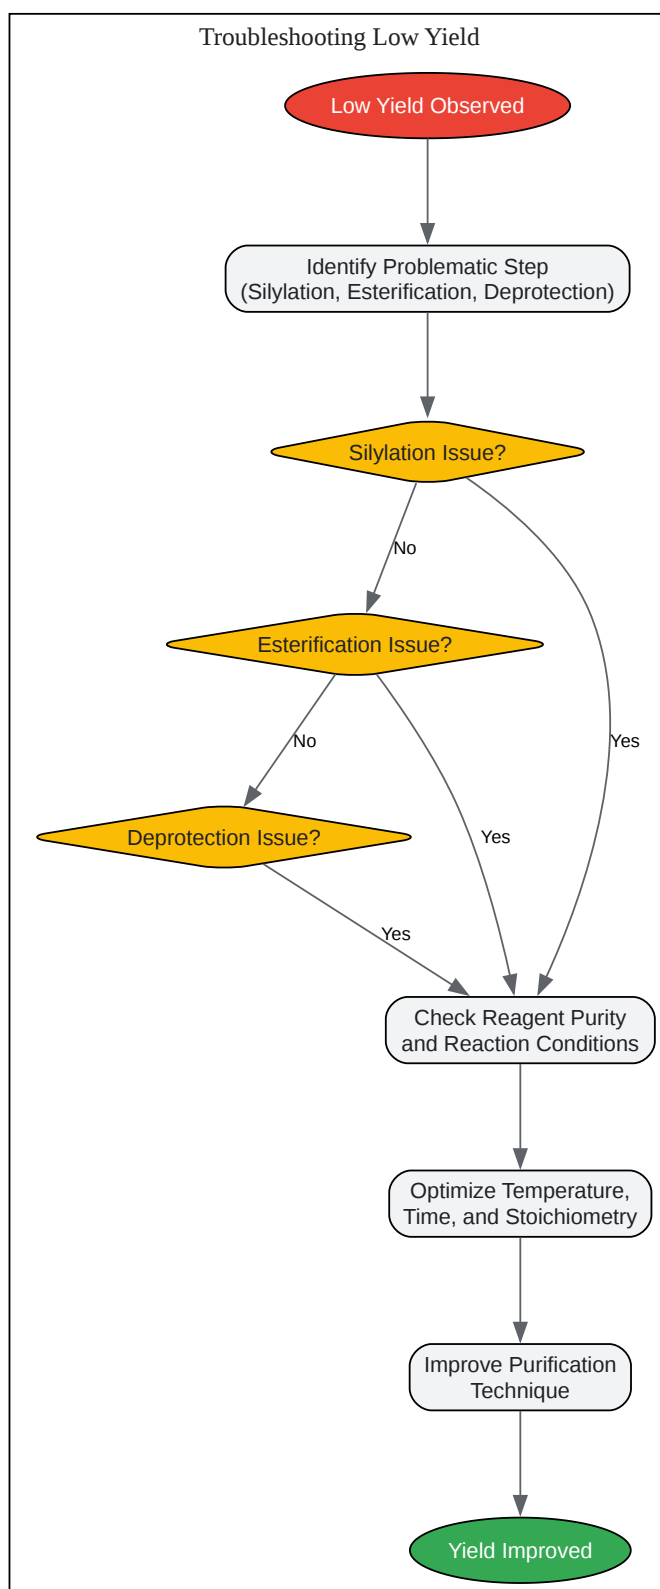 Troubleshooting Low Yield
Low Yield Observed
Identify Problematic Step
(Silylation, Esterification, Deprotection)
Silylation Issue?
No
Esterification Issue?
No
Yes
Deprotection Issue?
Yes
Yes
Check Reagent Purity
and Reaction Conditions
Optimize Temperature,
Time, and Stoichiometry
Improve Purification
Technique
Yield Improved